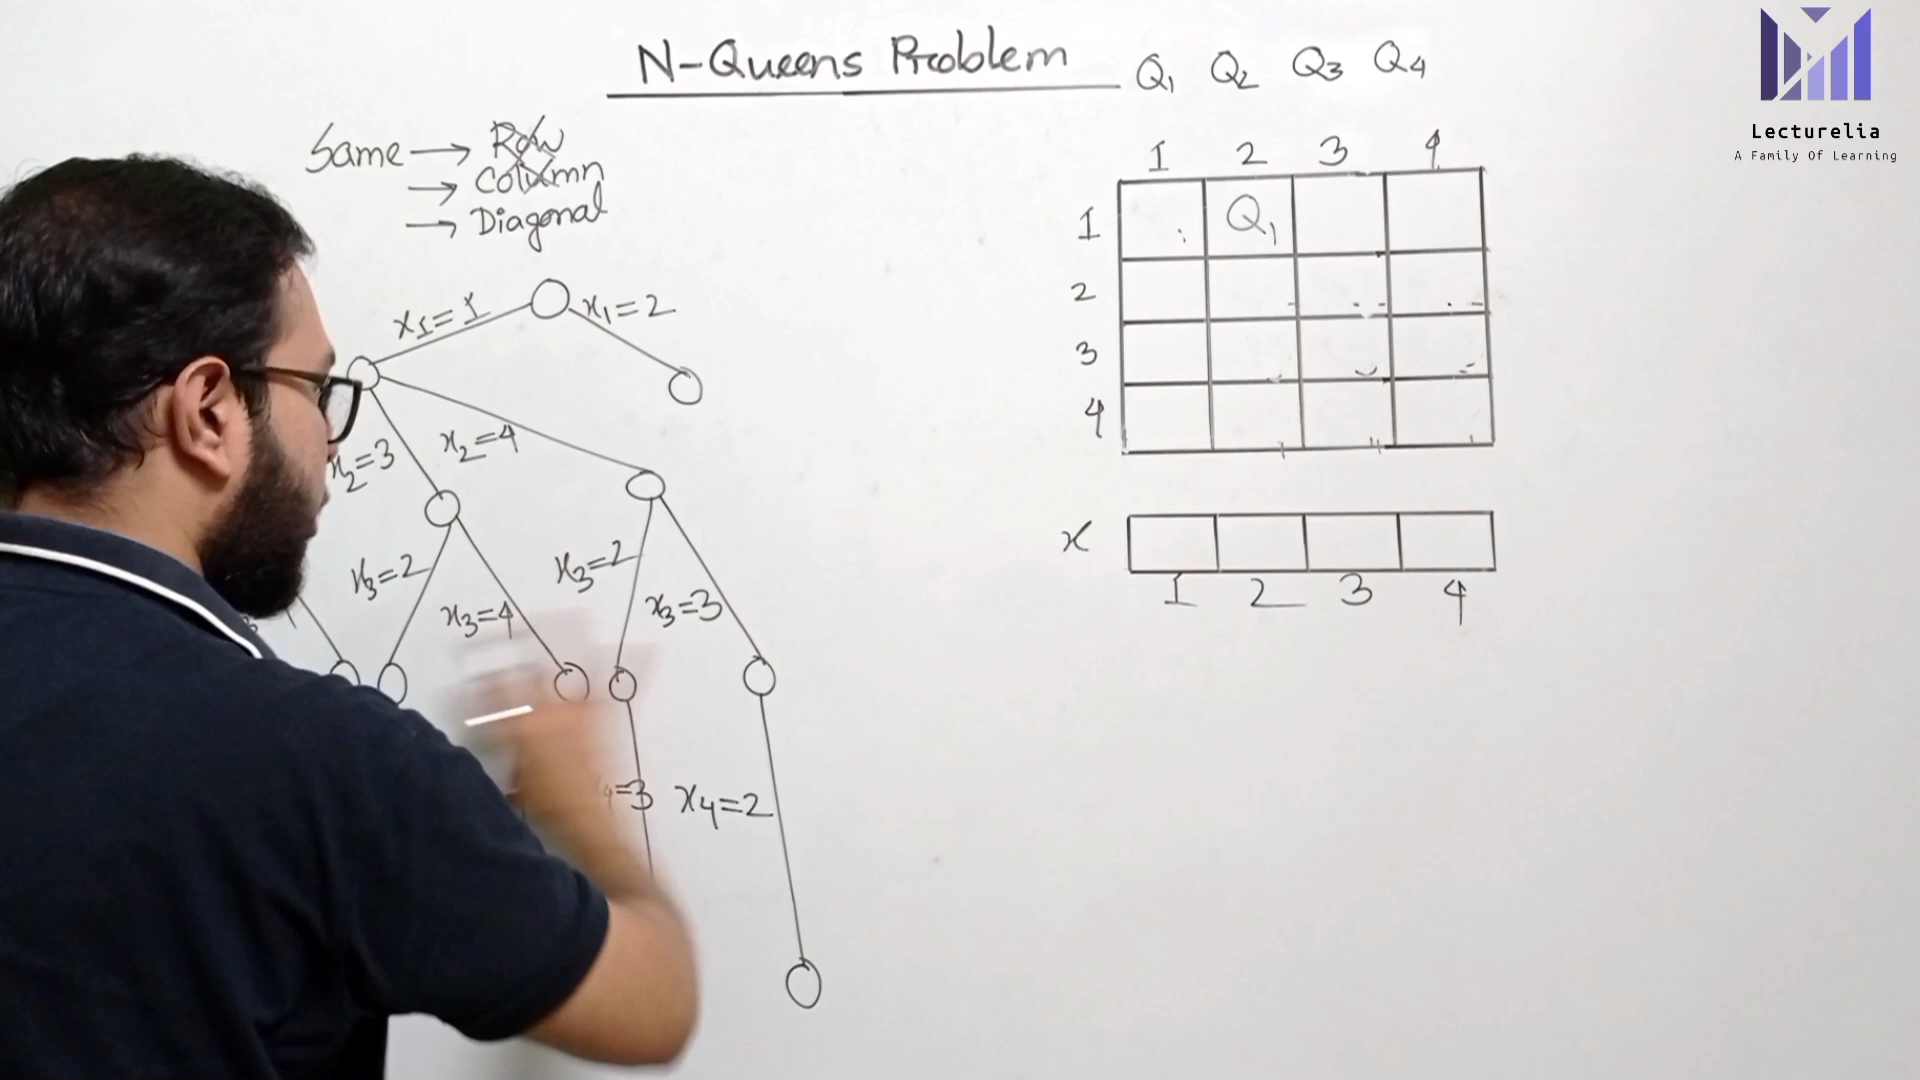 N-Queens Problem Q1 Q2 Q3 Q4
Lecturelia
A Family Of Learning
Same → Row
→ Column
→ Diagonal
1 2 3 4
1 Q1
2
3
4
x1=1 x1=2
x2=3 x2=4
x3=2 x3=4 x3=2 x3=3
4=3 x4=2
x
1 2 3 4